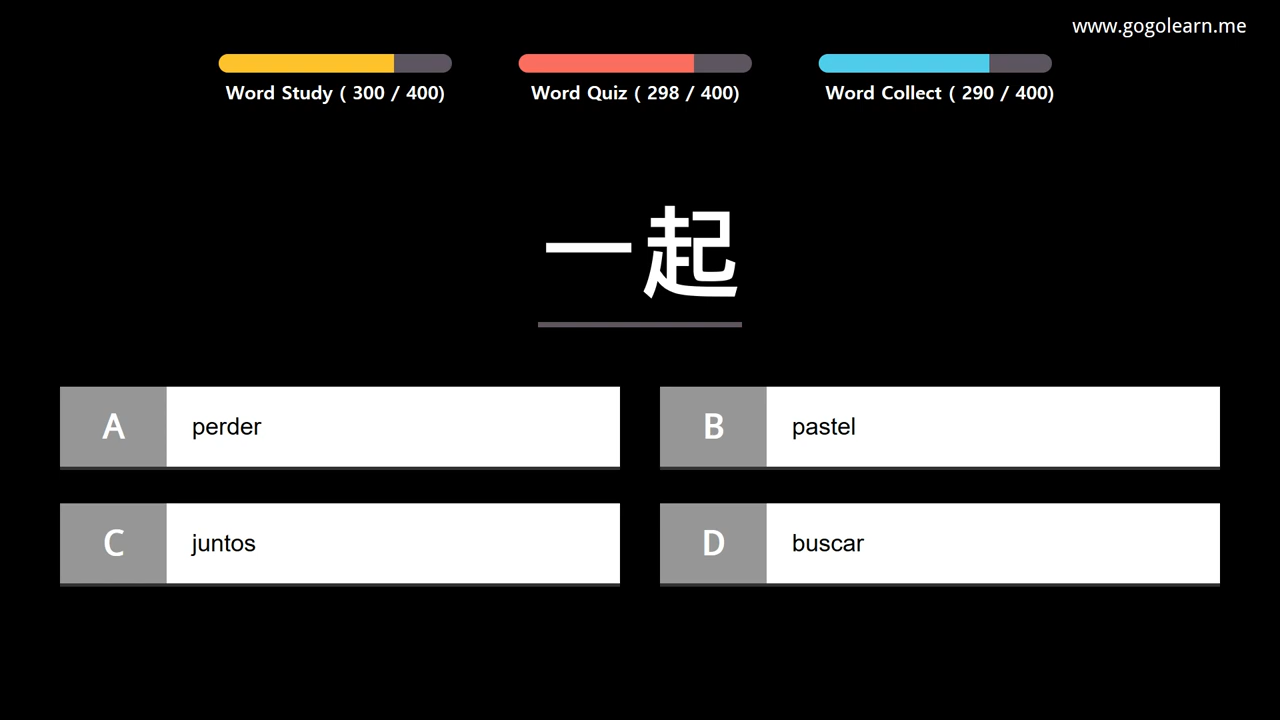 www.gogolearn.me
Word Study ( 300 / 400)
Word Quiz ( 298 / 400)
Word Collect ( 290 / 400)
一起
A perder
B pastel
C juntos
D buscar